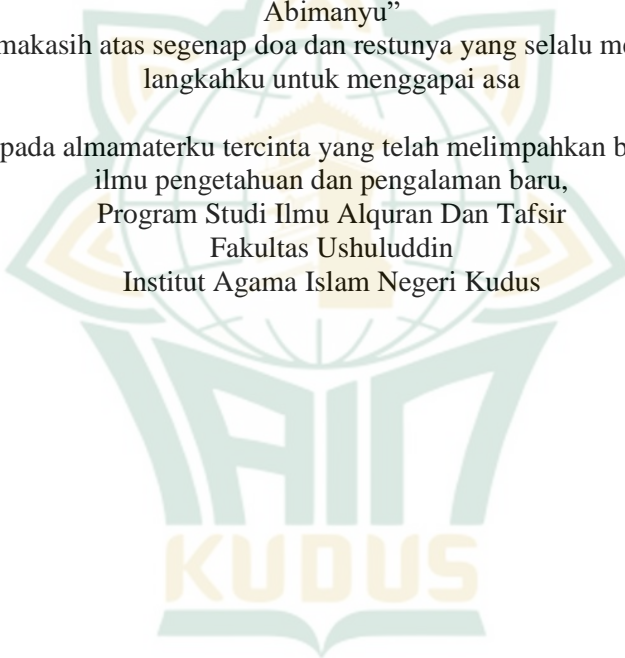 Abimanyu”
makasih atas segenap doa dan restunya yang selalu
langkahku untuk menggapai asa
pada almamaterku tercinta yang telah melimpahkan
ilmu pengetahuan dan pengalaman baru,
Program Studi Ilmu Alquran Dan Tafsir
Fakultas Ushuluddin
Institut Agama Islam Negeri Kudus
IAIN
KUDUS